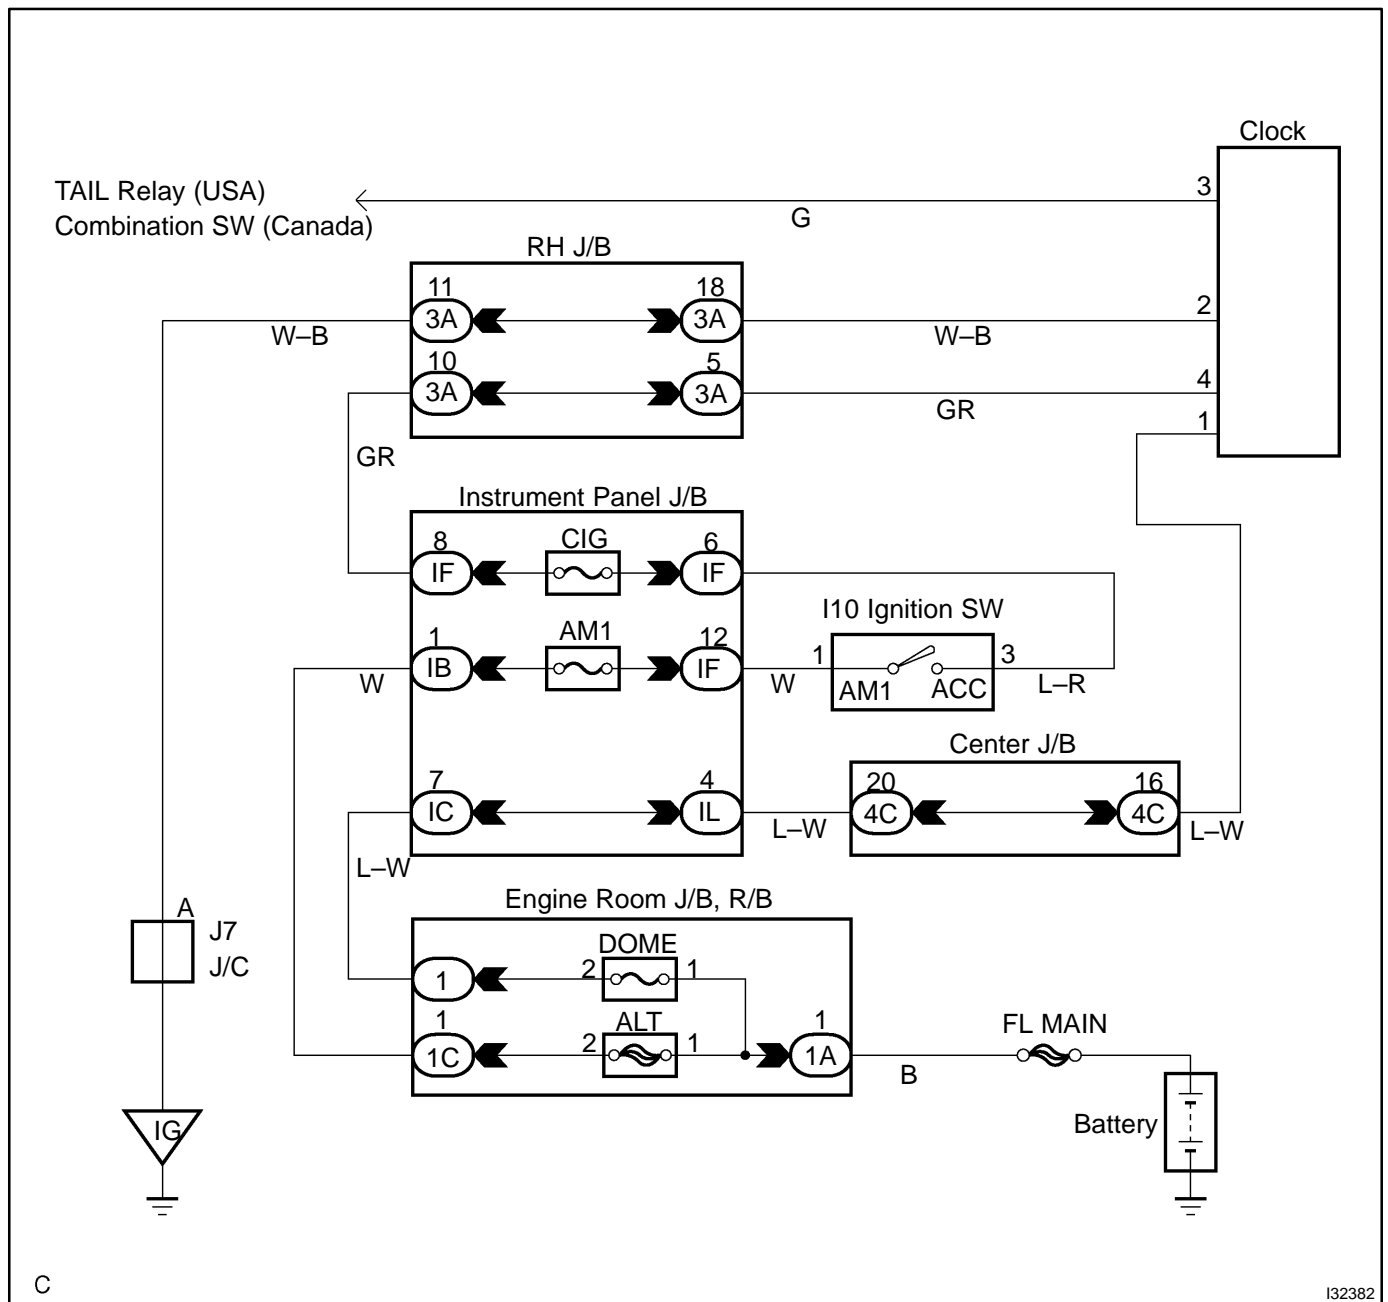 Clock
TAIL Relay (USA)
Combination SW (Canada)
3
G
RH J/B
11
18
3A
3A
2
W–B
W–B
10
5
3A
3A
4
GR
1
GR
Instrument Panel J/B
8
CIG
6
IF
IF
I10 Ignition SW
1
AM1
12
IB
IF
1
3
W
W
AM1
ACC
L–R
Center J/B
7
4
20
16
IC
IL
4C
4C
L–W
L–W
L–W
Engine Room J/B, R/B
A
J7
J/C
DOME
1
2
1
1
ALT
1
FL MAIN
1C
2
1
1A
B
Battery
IG
C
I32382